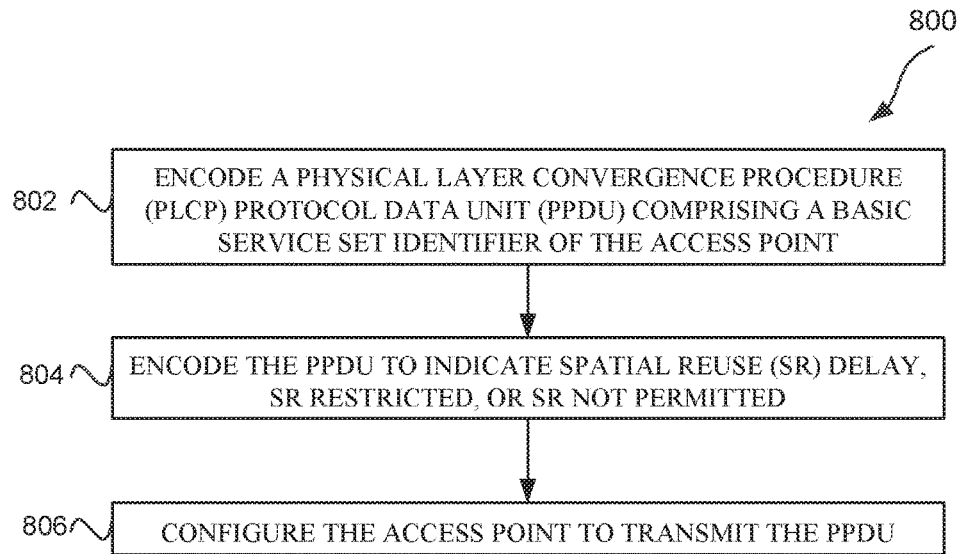 800
802
ENCODE A PHYSICAL LAYER CONVERGENCE PROCEDURE
(PLCP) PROTOCOL DATA UNIT (PPDU) COMPRISING A BASIC
SERVICE SET IDENTIFIER OF THE ACCESS POINT
804
ENCODE THE PPDU TO INDICATE SPATIAL REUSE (SR) DELAY,
SR RESTRICTED, OR SR NOT PERMITTED
806
CONFIGURE THE ACCESS POINT TO TRANSMIT THE PPDU